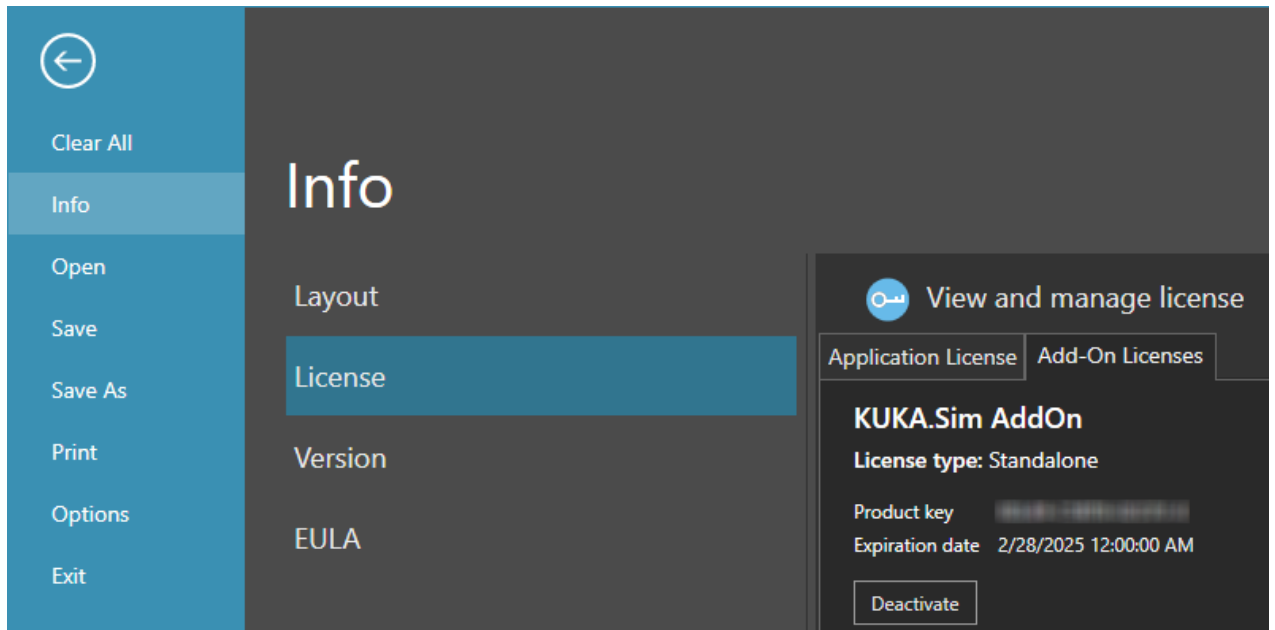 Clear All
Info
Open
Save
Save As
Print
Options
Exit
Info
Layout
License
Version
EULA
View and manage license
Application License
Add-On Licenses
KUKA.Sim AddOn
License type: Standalone
Product key
Expiration date 2/28/2025 12:00:00 AM
Deactivate